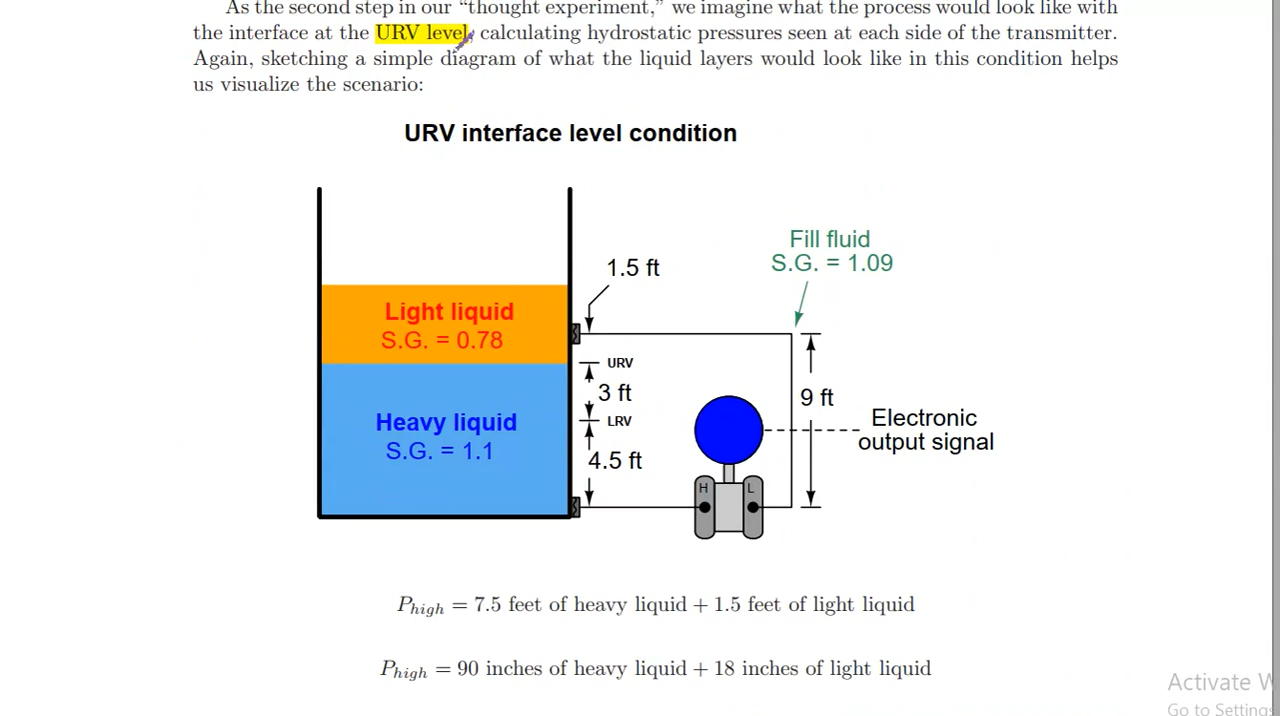 As the second step in our “thought experiment,” we imagine what the process would look like with
the interface at the URV level, calculating hydrostatic pressures seen at each side of the transmitter.
Again, sketching a simple diagram of what the liquid layers would look like in this condition helps
us visualize the scenario:
URV interface level condition
Fill fluid
S.G. = 1.09
1.5 ft
Light liquid
S.G. = 0.78
URV
3 ft
9 ft
LRV
Heavy liquid
S.G. = 1.1
4.5 ft
Electronic
output signal
H L
P_high = 7.5 feet of heavy liquid + 1.5 feet of light liquid
P_high = 90 inches of heavy liquid + 18 inches of light liquid
Activate W
Go to Settings